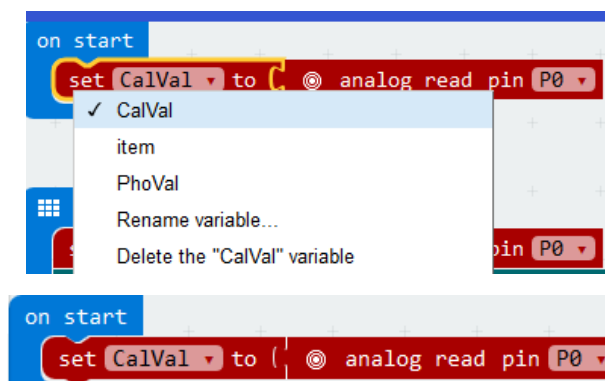 on start
set CalVal to analog read pin P0
✓ CalVal
item
PhoVal
Rename variable...
Delete the "CalVal" variable
pin P0
on start
set CalVal to analog read pin P0